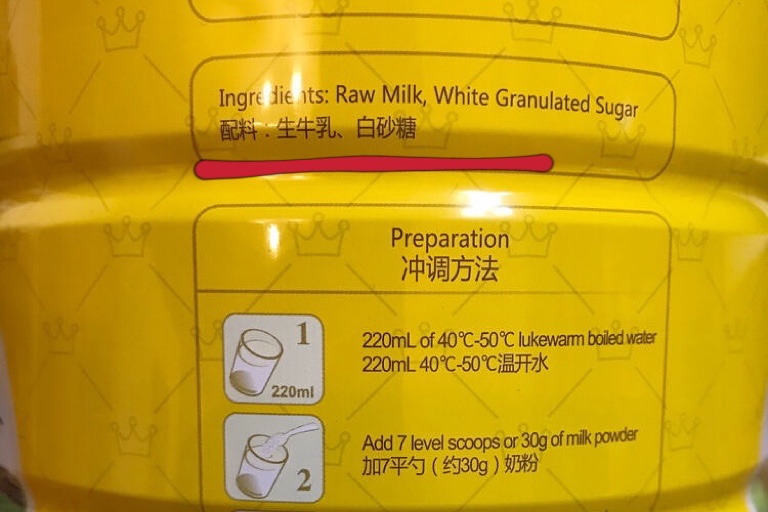 Ingredients: Raw Milk, White Granulated Sugar
配料：生牛乳、白砂糖
Preparation
冲调方法
1
220ml
220mL of 40℃-50℃ lukewarm boiled water
220mL 40℃-50℃温开水
2
Add 7 level scoops or 30g of milk powder
加7平勺（约30g）奶粉